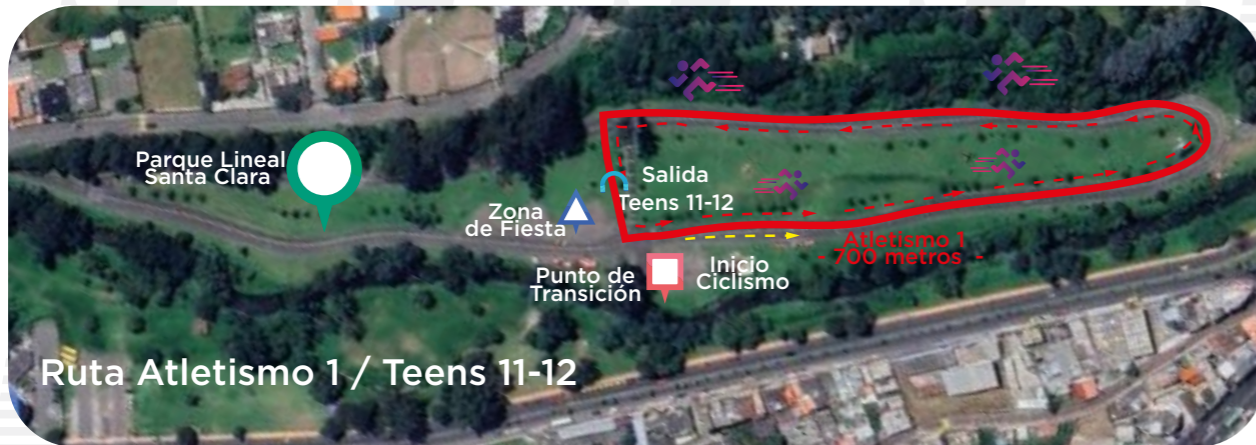 Parque Lineal
Santa Clara
Zona
de Fiesta
Salida
Teens 11-12
Punto de
Transición
Inicio
Ciclismo
Atletismo 1
- 700 metros -
Ruta Atletismo 1 / Teens 11-12